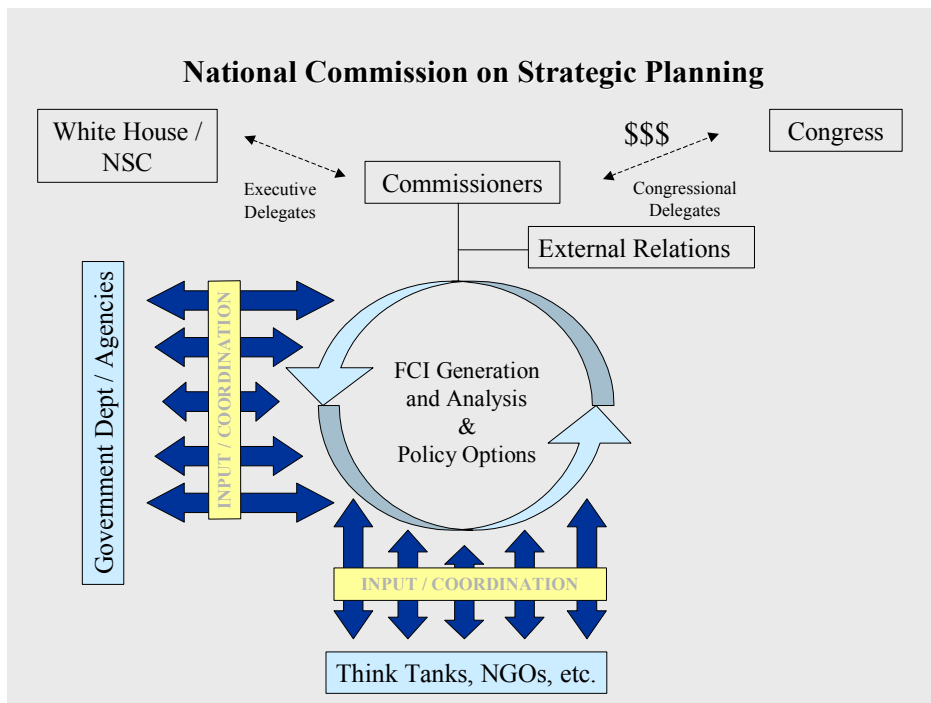 National Commission on Strategic Planning
White House /
NSC
$$$
Congress
Executive
Delegates
Commissioners
Congressional
Delegates
External Relations
Government Dept / Agencies
INPUT / COORDINATION
FCI Generation
and Analysis
&
Policy Options
INPUT / COORDINATION
Think Tanks, NGOs, etc.